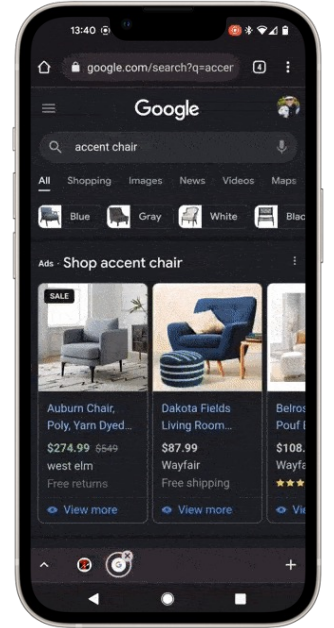 13:40
google.com/search?q=accer
4
Google
accent chair
All Shopping Images News Videos Maps
Blue Gray White Blac
Ads · Shop accent chair
SALE
Auburn Chair,
Poly, Yarn Dyed...
$274.99 $549
west elm
Free returns
View more
Dakota Fields
Living Room...
$87.99
Wayfair
Free shipping
View more
Belros
Pouf E
$108.
Wayfa
Vie
G